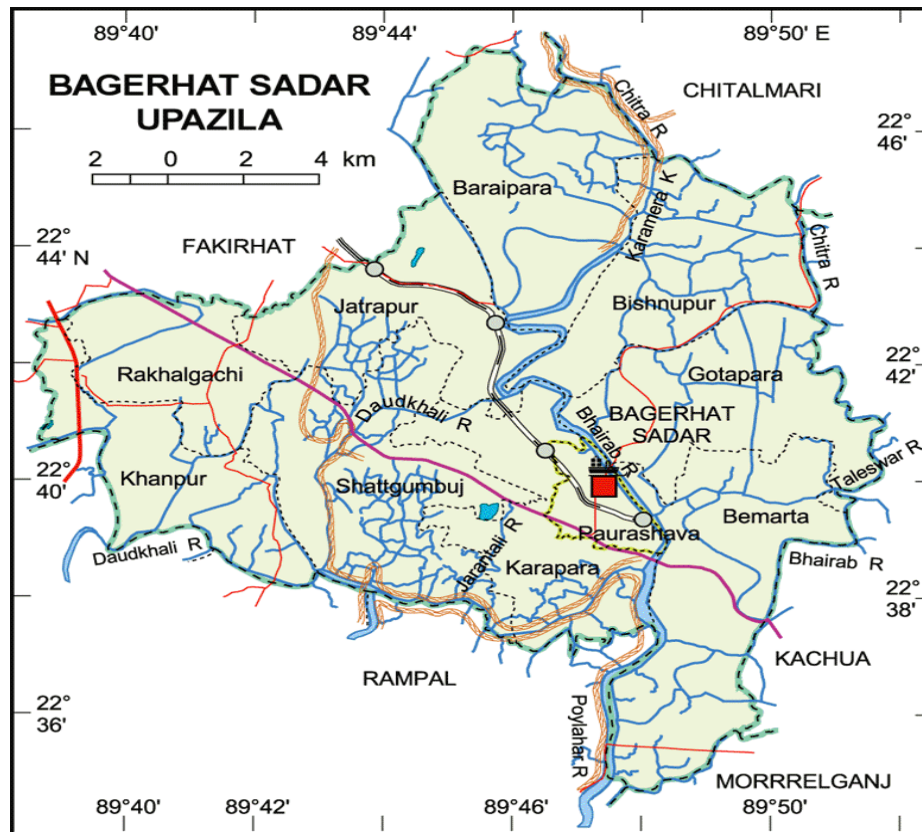 89°40'
89°44'
89°50' E
BAGERHAT SADAR
UPAZILA
CHITALMARI
Chitra R
22°
46'
2 0 2 4 km
Baraipara
Karamera K
22°
44' N
FAKIRHAT
Chitra R
Jatrapur
Bishnupur
22°
42'
Rakhalgachi
Gotapara
Daudkhali R
Bhairab R
BAGERHAT
SADAR
Taleswar R
22°
40'
Khanpur
Shattgumbuj
Bemarta
Paurashava
Daudkhali R
Jarantali R
Karapara
Bhairab R
22°
38'
RAMPAL
KACHUA
22°
36'
Poylahar R
MORRRELGANJ
89°40'
89°42'
89°46'
89°50'